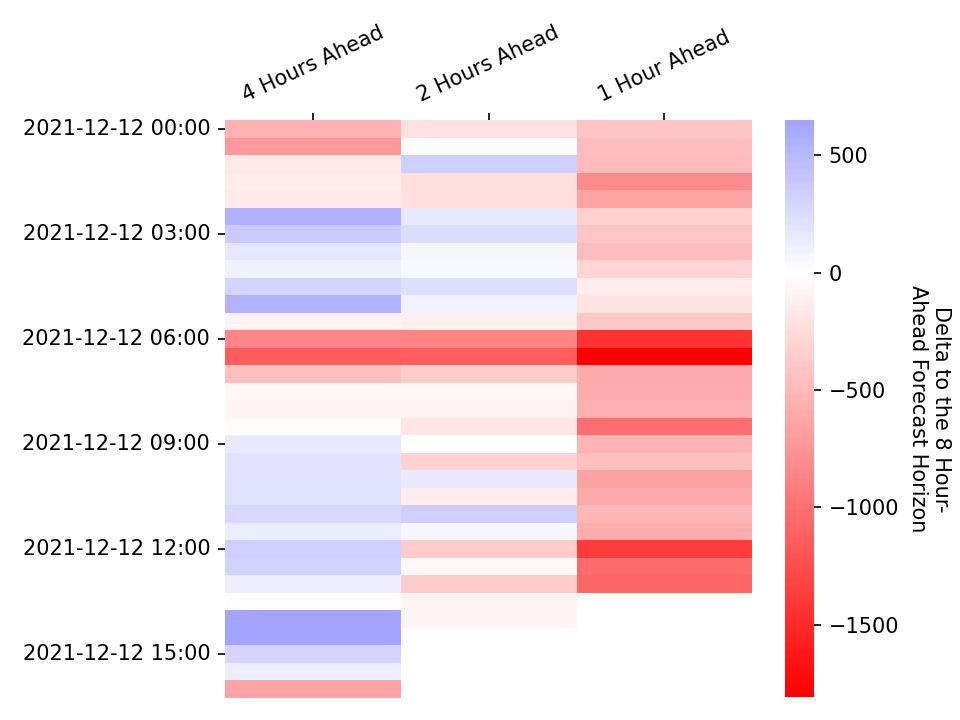 4 Hours Ahead
2 Hours Ahead
1 Hour Ahead
2021-12-12 00:00
2021-12-12 03:00
2021-12-12 06:00
2021-12-12 09:00
2021-12-12 12:00
2021-12-12 15:00
500
0
−500
−1000
−1500
Delta to the 8 Hour-
Ahead Forecast Horizon